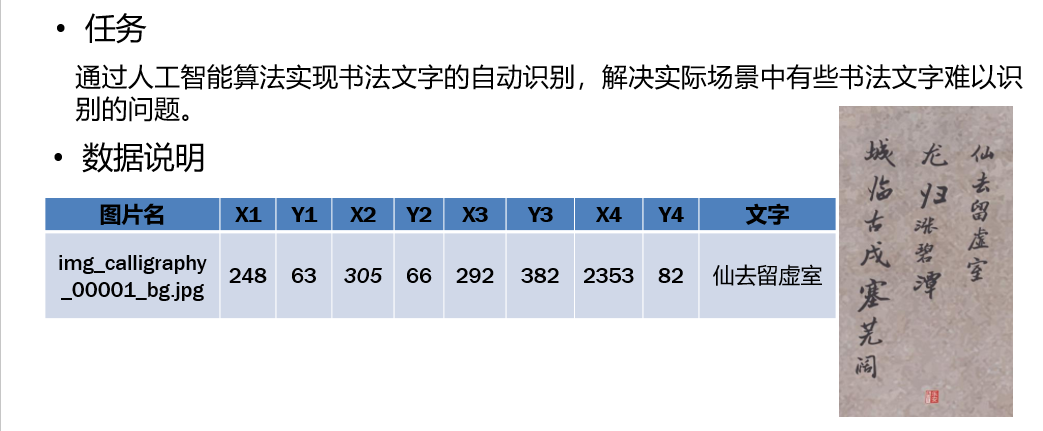 • 任务
通过人工智能算法实现书法文字的自动识别，解决实际场景中有些书法文字难以识
别的问题。
• 数据说明
图片名 X1 Y1 X2 Y2 X3 Y3 X4 Y4 文字
img_calligraphy
_00001_bg.jpg 248 63 305 66 292 382 2353 82 仙去留虚室
仙去留虚室
龙归涨碧潭
城临古戍塞芜阔